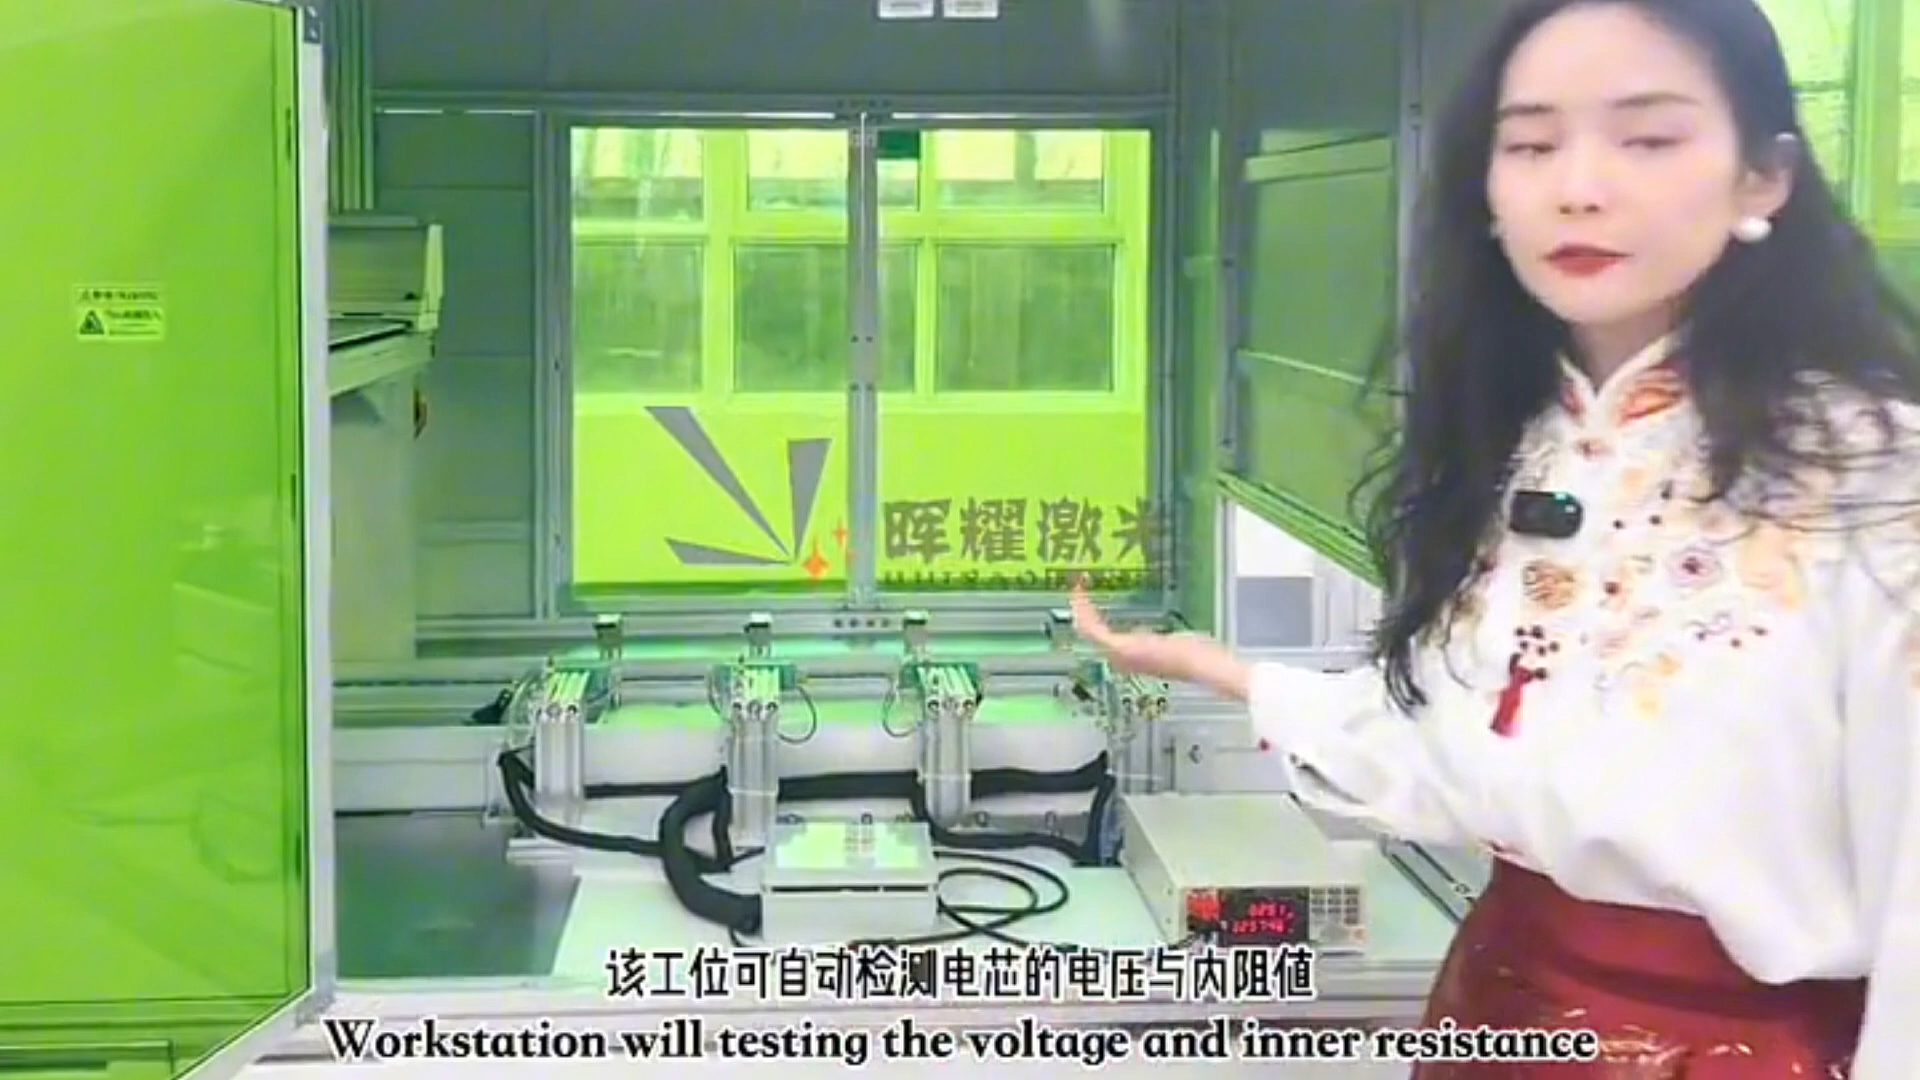 晖耀激光
该工位可自动检测电芯的电压与内阻值
Workstation will testing the voltage and inner resistance